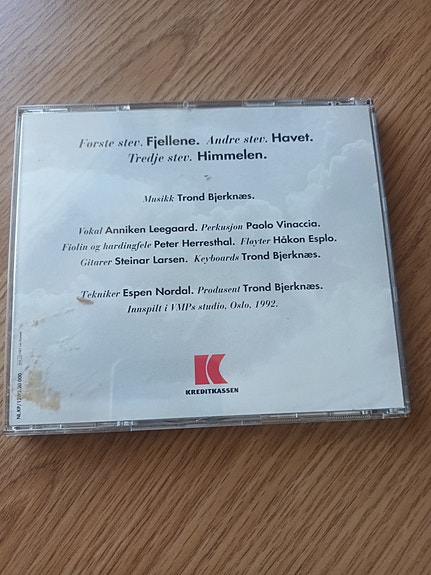 Første stev. Fjellene. Andre stev. Havet.
Tredje stev. Himmelen.
Musikk Trond Bjerknæs.
Vokal Anniken Leegaard. Perkusjon Paolo Vinaccia.
Fiolin og hardingfele Peter Herresthal. Fløyter Håkon Esplo.
Gitarer Steinar Larsen. Keyboards Trond Bjerknæs.
Tekniker Espen Nordal. Produsent Trond Bjerknæs.
Innspilt i VMPs studio, Oslo, 1992.
K
KREDITKASSEN